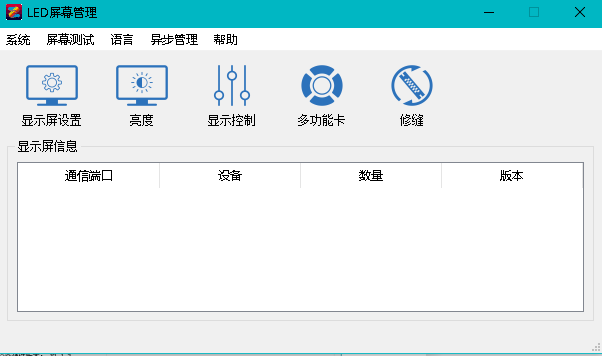 LED屏幕管理
系统 屏幕测试 语言 异步管理 帮助
显示屏设置 亮度 显示控制 多功能卡 修缝
显示屏信息
通信端口 设备 数量 版本